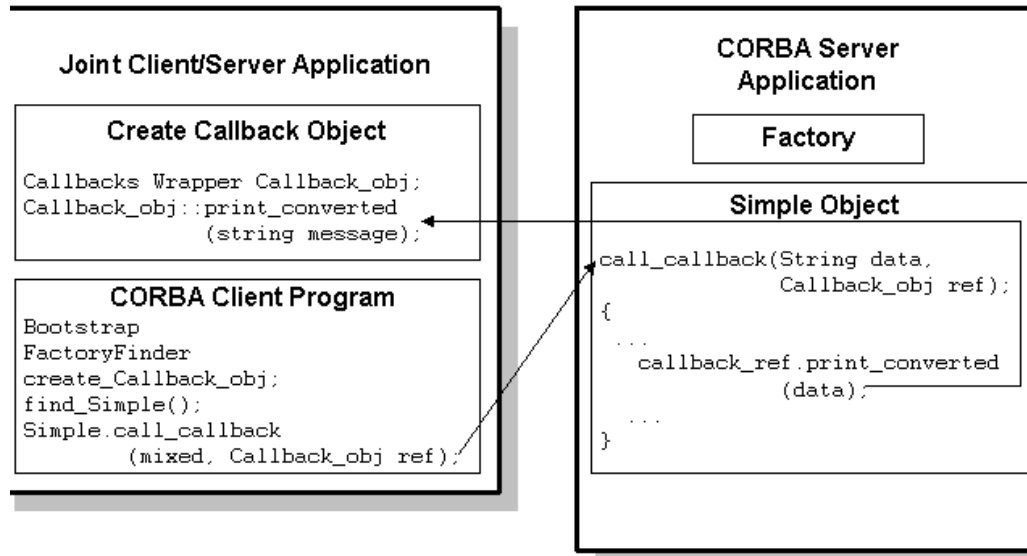 Joint Client/Server Application
Create Callback Object
Callbacks Wrapper Callback_obj;
Callback_obj::print_converted
(string message);
CORBA Client Program
Bootstrap
FactoryFinder
create_Callback_obj;
find_Simple();
Simple.call_callback
(mixed, Callback_obj ref);
CORBA Server
Application
Factory
Simple Object
call_callback(String data,
Callback_obj ref);
{
...
callback_ref.print_converted
(data);
...
}